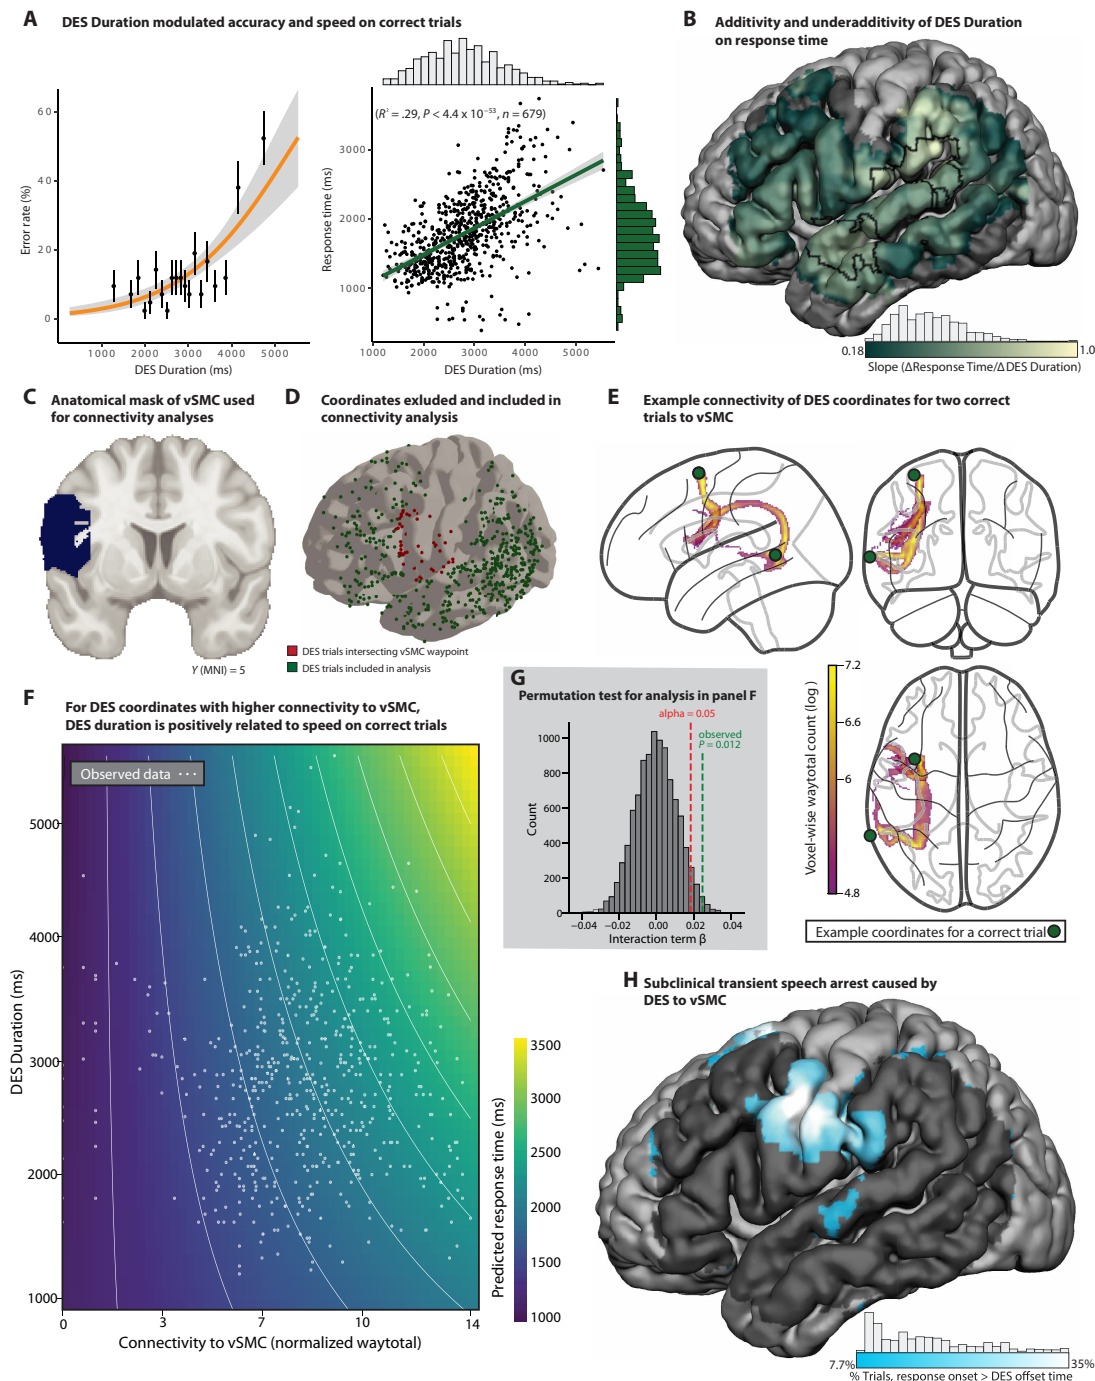 A DES Duration modulated accuracy and speed on correct trials
Error rate (%)
60
40
20
0
1000 2000 3000 4000 5000
DES Duration (ms)
(R² = .29, P < 4.4 x 10⁻⁵³, n = 679)
Response time (ms)
3000
2000
1000
1000 2000 3000 4000 5000
DES Duration (ms)
B Additivity and underadditivity of DES Duration
on response time
0.18 1.0
Slope (ΔResponse Time/ΔDES Duration)
C Anatomical mask of vSMC used
for connectivity analyses
Y (MNI) = 5
D Coordinates exluded and included in
connectivity analysis
DES trials intersecting vSMC waypoint
DES trials included in analysis
E Example connectivity of DES coordinates for two correct
trials to vSMC
Voxel-wise waytotal count (log)
7.2
6.6
6
4.8
Example coordinates for a correct trial
F For DES coordinates with higher connectivity to vSMC,
DES duration is positively related to speed on correct trials
Observed data
DES Duration (ms)
5000
4000
3000
2000
1000
0 3 7 10 14
Connectivity to vSMC (normalized waytotal)
Predicted response time (ms)
3500
3000
2500
2000
1500
1000
G
Permutation test for analysis in panel F
alpha = 0.05
observed
P = 0.012
Count
1000
800
600
400
200
0
−0.04 −0.02 0.00 0.02 0.04
Interaction term β
H Subclinical transient speech arrest caused by
DES to vSMC
7.7% 35%
% Trials, response onset > DES offset time